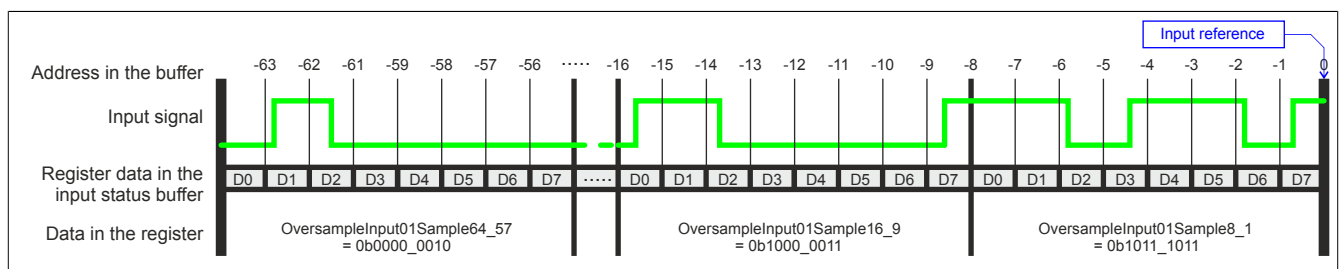 Input reference
Address in the buffer -63 -62 -61 -59 -58 -57 -56 ····· -16 -15 -14 -13 -12 -11 -10 -9 -8 -7 -6 -5 -4 -3 -2 -1 0
Input signal
Register data in the
input status buffer
D0 D1 D2 D3 D4 D5 D6 D7 ····· D0 D1 D2 D3 D4 D5 D6 D7 D0 D1 D2 D3 D4 D5 D6 D7
Data in the register
OversampleInput01Sample64_57
= 0b0000_0010
OversampleInput01Sample16_9
= 0b1000_0011
OversampleInput01Sample8_1
= 0b1011_1011